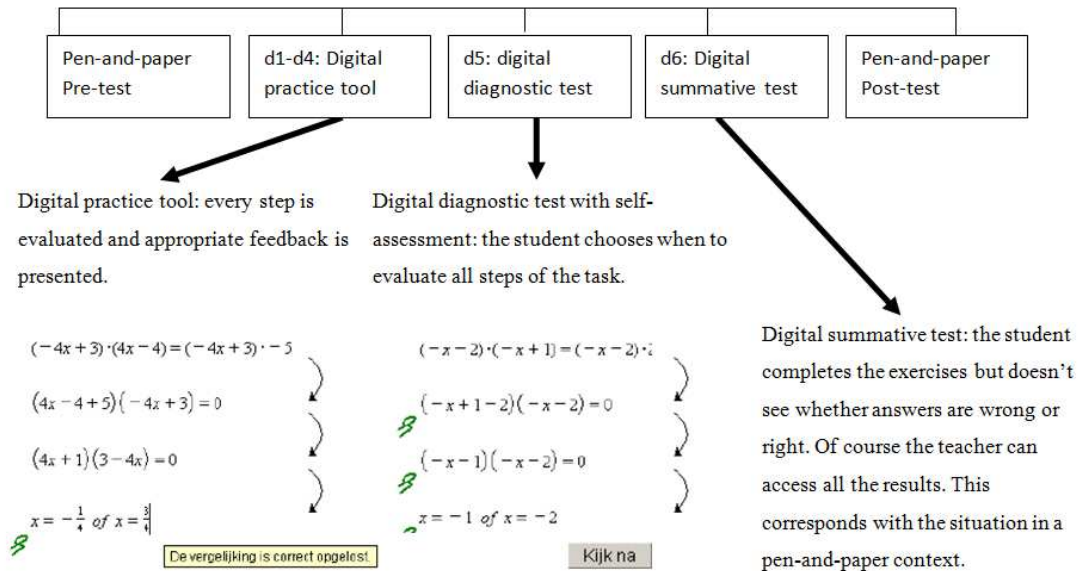 Pen-and-paper
Pre-test
d1-d4: Digital
practice tool
d5: digital
diagnostic test
d6: Digital
summative test
Pen-and-paper
Post-test
Digital practice tool: every step is
evaluated and appropriate feedback is
presented.
Digital diagnostic test with self-
assessment: the student chooses when to
evaluate all steps of the task.
Digital summative test: the student
completes the exercises but doesn't
see whether answers are wrong or
right. Of course the teacher can
access all the results. This
corresponds with the situation in a
pen-and-paper context.
(−4x+3)·(4x−4)=(−4x+3)·−5
(4x−4+5)(−4x+3)=0
(4x+1)(3−4x)=0
x=−1/4 of x=3/4
De vergelijking is correct opgelost.
(−x−2)·(−x+1)=(−x−2)·
(−x+1−2)(−x−2)=0
(−x−1)(−x−2)=0
x=−1 of x=−2
Kijk na